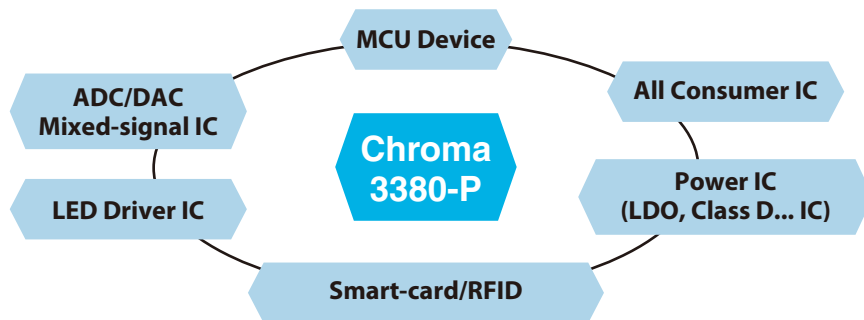 MCU Device
ADC/DAC
Mixed-signal IC
All Consumer IC
Chroma
3380-P
LED Driver IC
Power IC
(LDO, Class D... IC)
Smart-card/RFID